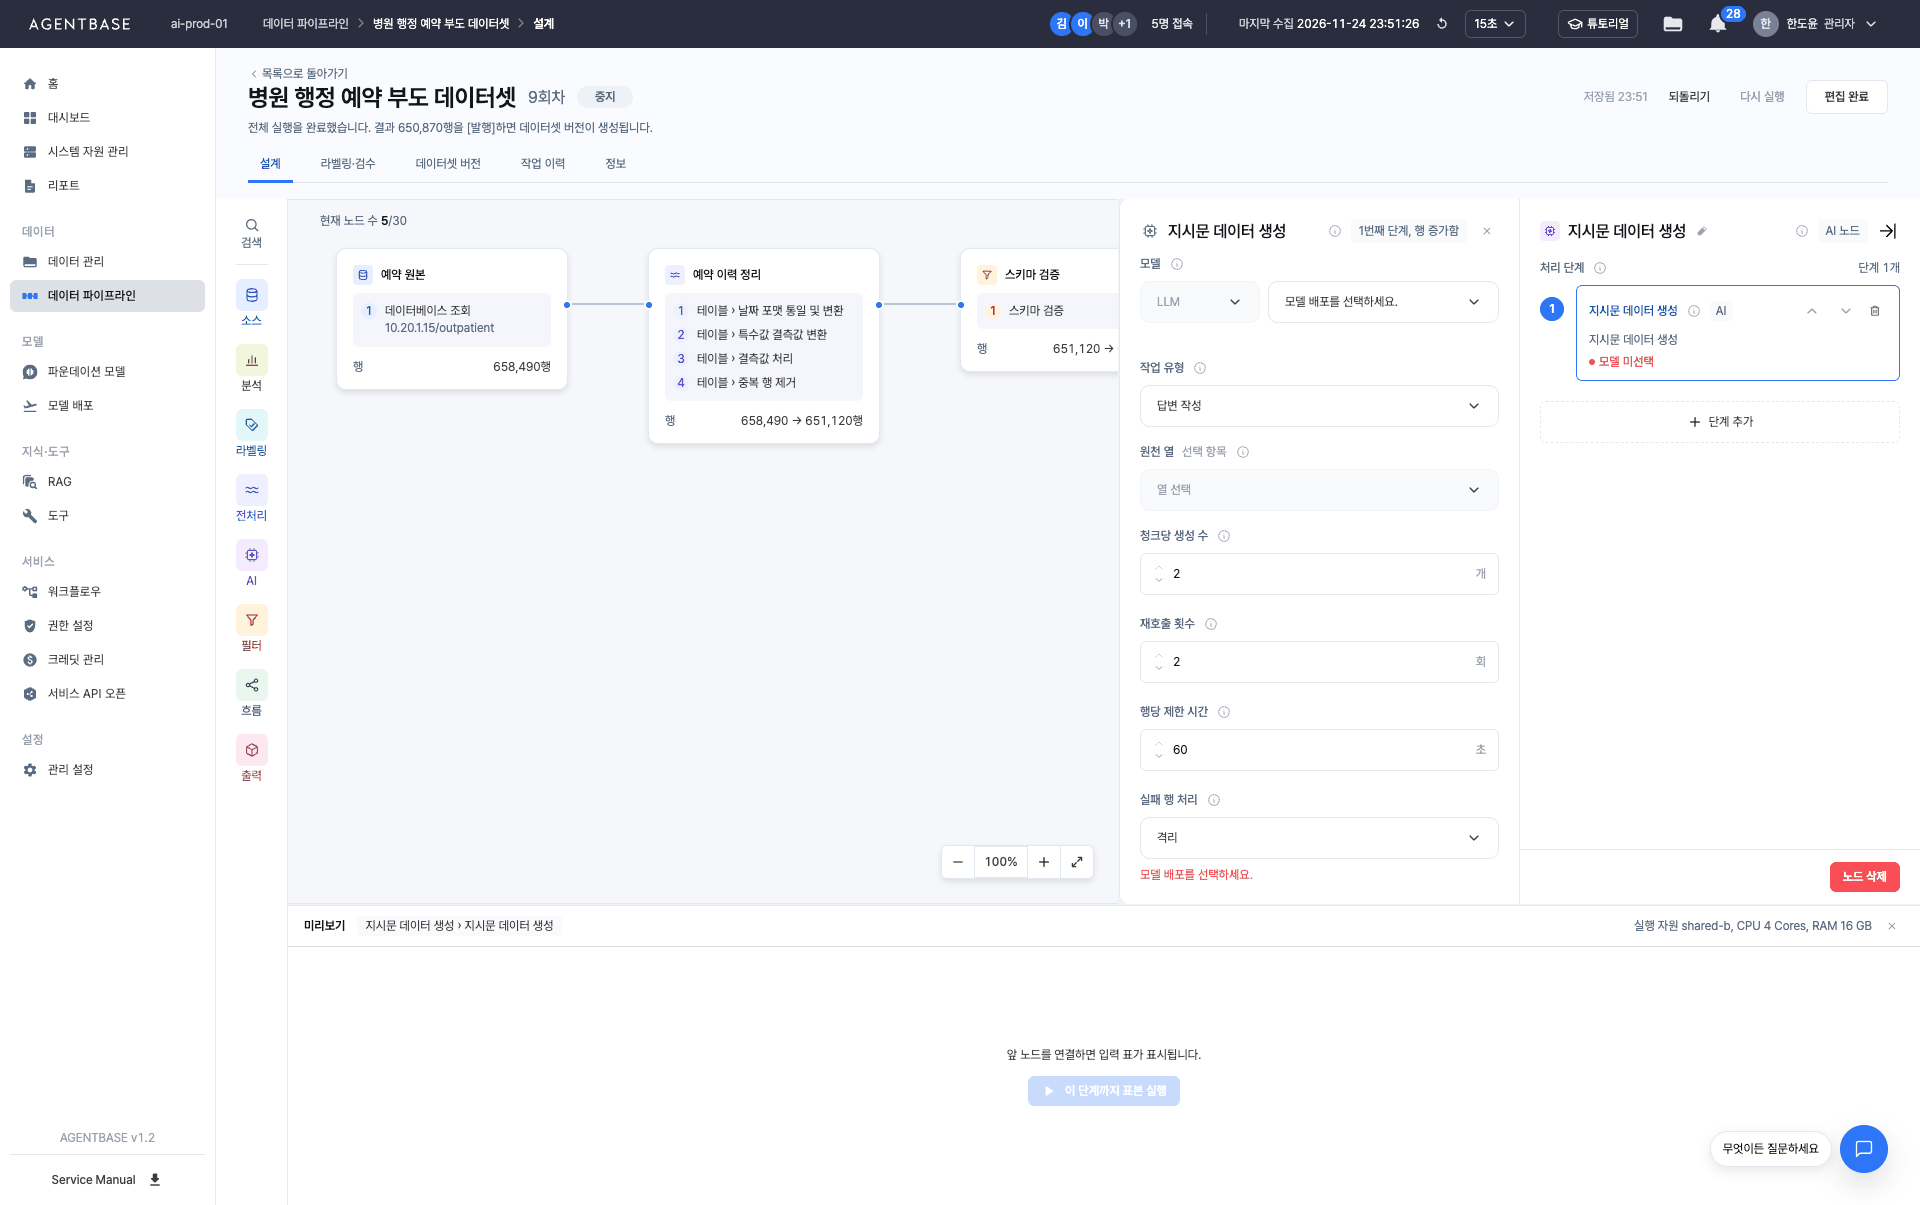 AGENTBASE
ai-prod-01
데이터 파이프라인 > 병원 행정 예약 부도 데이터셋 > 설계
김 이 박 +1 5명 접속
마지막 수집 2026-11-24 23:51:26
15초
튜토리얼
28
한 한도윤 관리자
홈
대시보드
시스템 자원 관리
리포트
데이터
데이터 관리
데이터 파이프라인
모델
파운데이션 모델
모델 배포
지식·도구
RAG
도구
서비스
워크플로우
권한 설정
크레딧 관리
서비스 API 오픈
설정
관리 설정
AGENTBASE v1.2
Service Manual
목록으로 돌아가기
병원 행정 예약 부도 데이터셋 9회차 중지
전체 실행을 완료했습니다. 결과 650,870행을 [발행]하면 데이터셋 버전이 생성됩니다.
저장됨 23:51 되돌리기 다시 실행 편집 완료
설계 라벨링·검수 데이터셋 버전 작업 이력 정보
검색
소스
분석
라벨링
전처리
AI
필터
흐름
출력
현재 노드 수 5/30
예약 원본
1 데이터베이스 조회
10.20.1.15/outpatient
행 658,490행
예약 이력 정리
1 테이블 › 날짜 포맷 통일 및 변환
2 테이블 › 특수값 결측값 변환
3 테이블 › 결측값 처리
4 테이블 › 중복 행 제거
행 658,490 → 651,120행
스키마 검증
1 스키마 검증
행 651,120 →
100%
지시문 데이터 생성 1번째 단계, 행 증가함
모델
LLM 모델 배포를 선택하세요.
작업 유형
답변 작성
원천 열 선택 항목
열 선택
청크당 생성 수
2 개
재호출 횟수
2 회
행당 제한 시간
60 초
실패 행 처리
격리
모델 배포를 선택하세요.
지시문 데이터 생성 AI 노드
처리 단계 단계 1개
1 지시문 데이터 생성 AI
지시문 데이터 생성
모델 미선택
단계 추가
노드 삭제
미리보기 지시문 데이터 생성 › 지시문 데이터 생성
실행 자원 shared-b, CPU 4 Cores, RAM 16 GB
앞 노드를 연결하면 입력 표가 표시됩니다.
이 단계까지 표본 실행
무엇이든 질문하세요